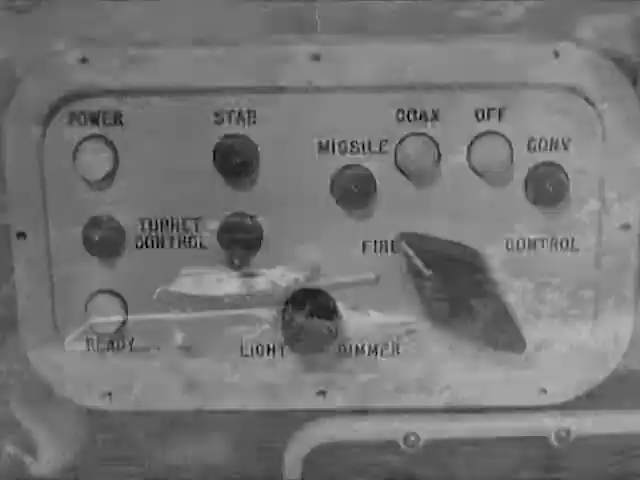 POWER
STAB
MISSILE
COAX
OFF
CONV
TURRET
CONTROL
FIRE CONTROL
READY
LIGHT DIMMER